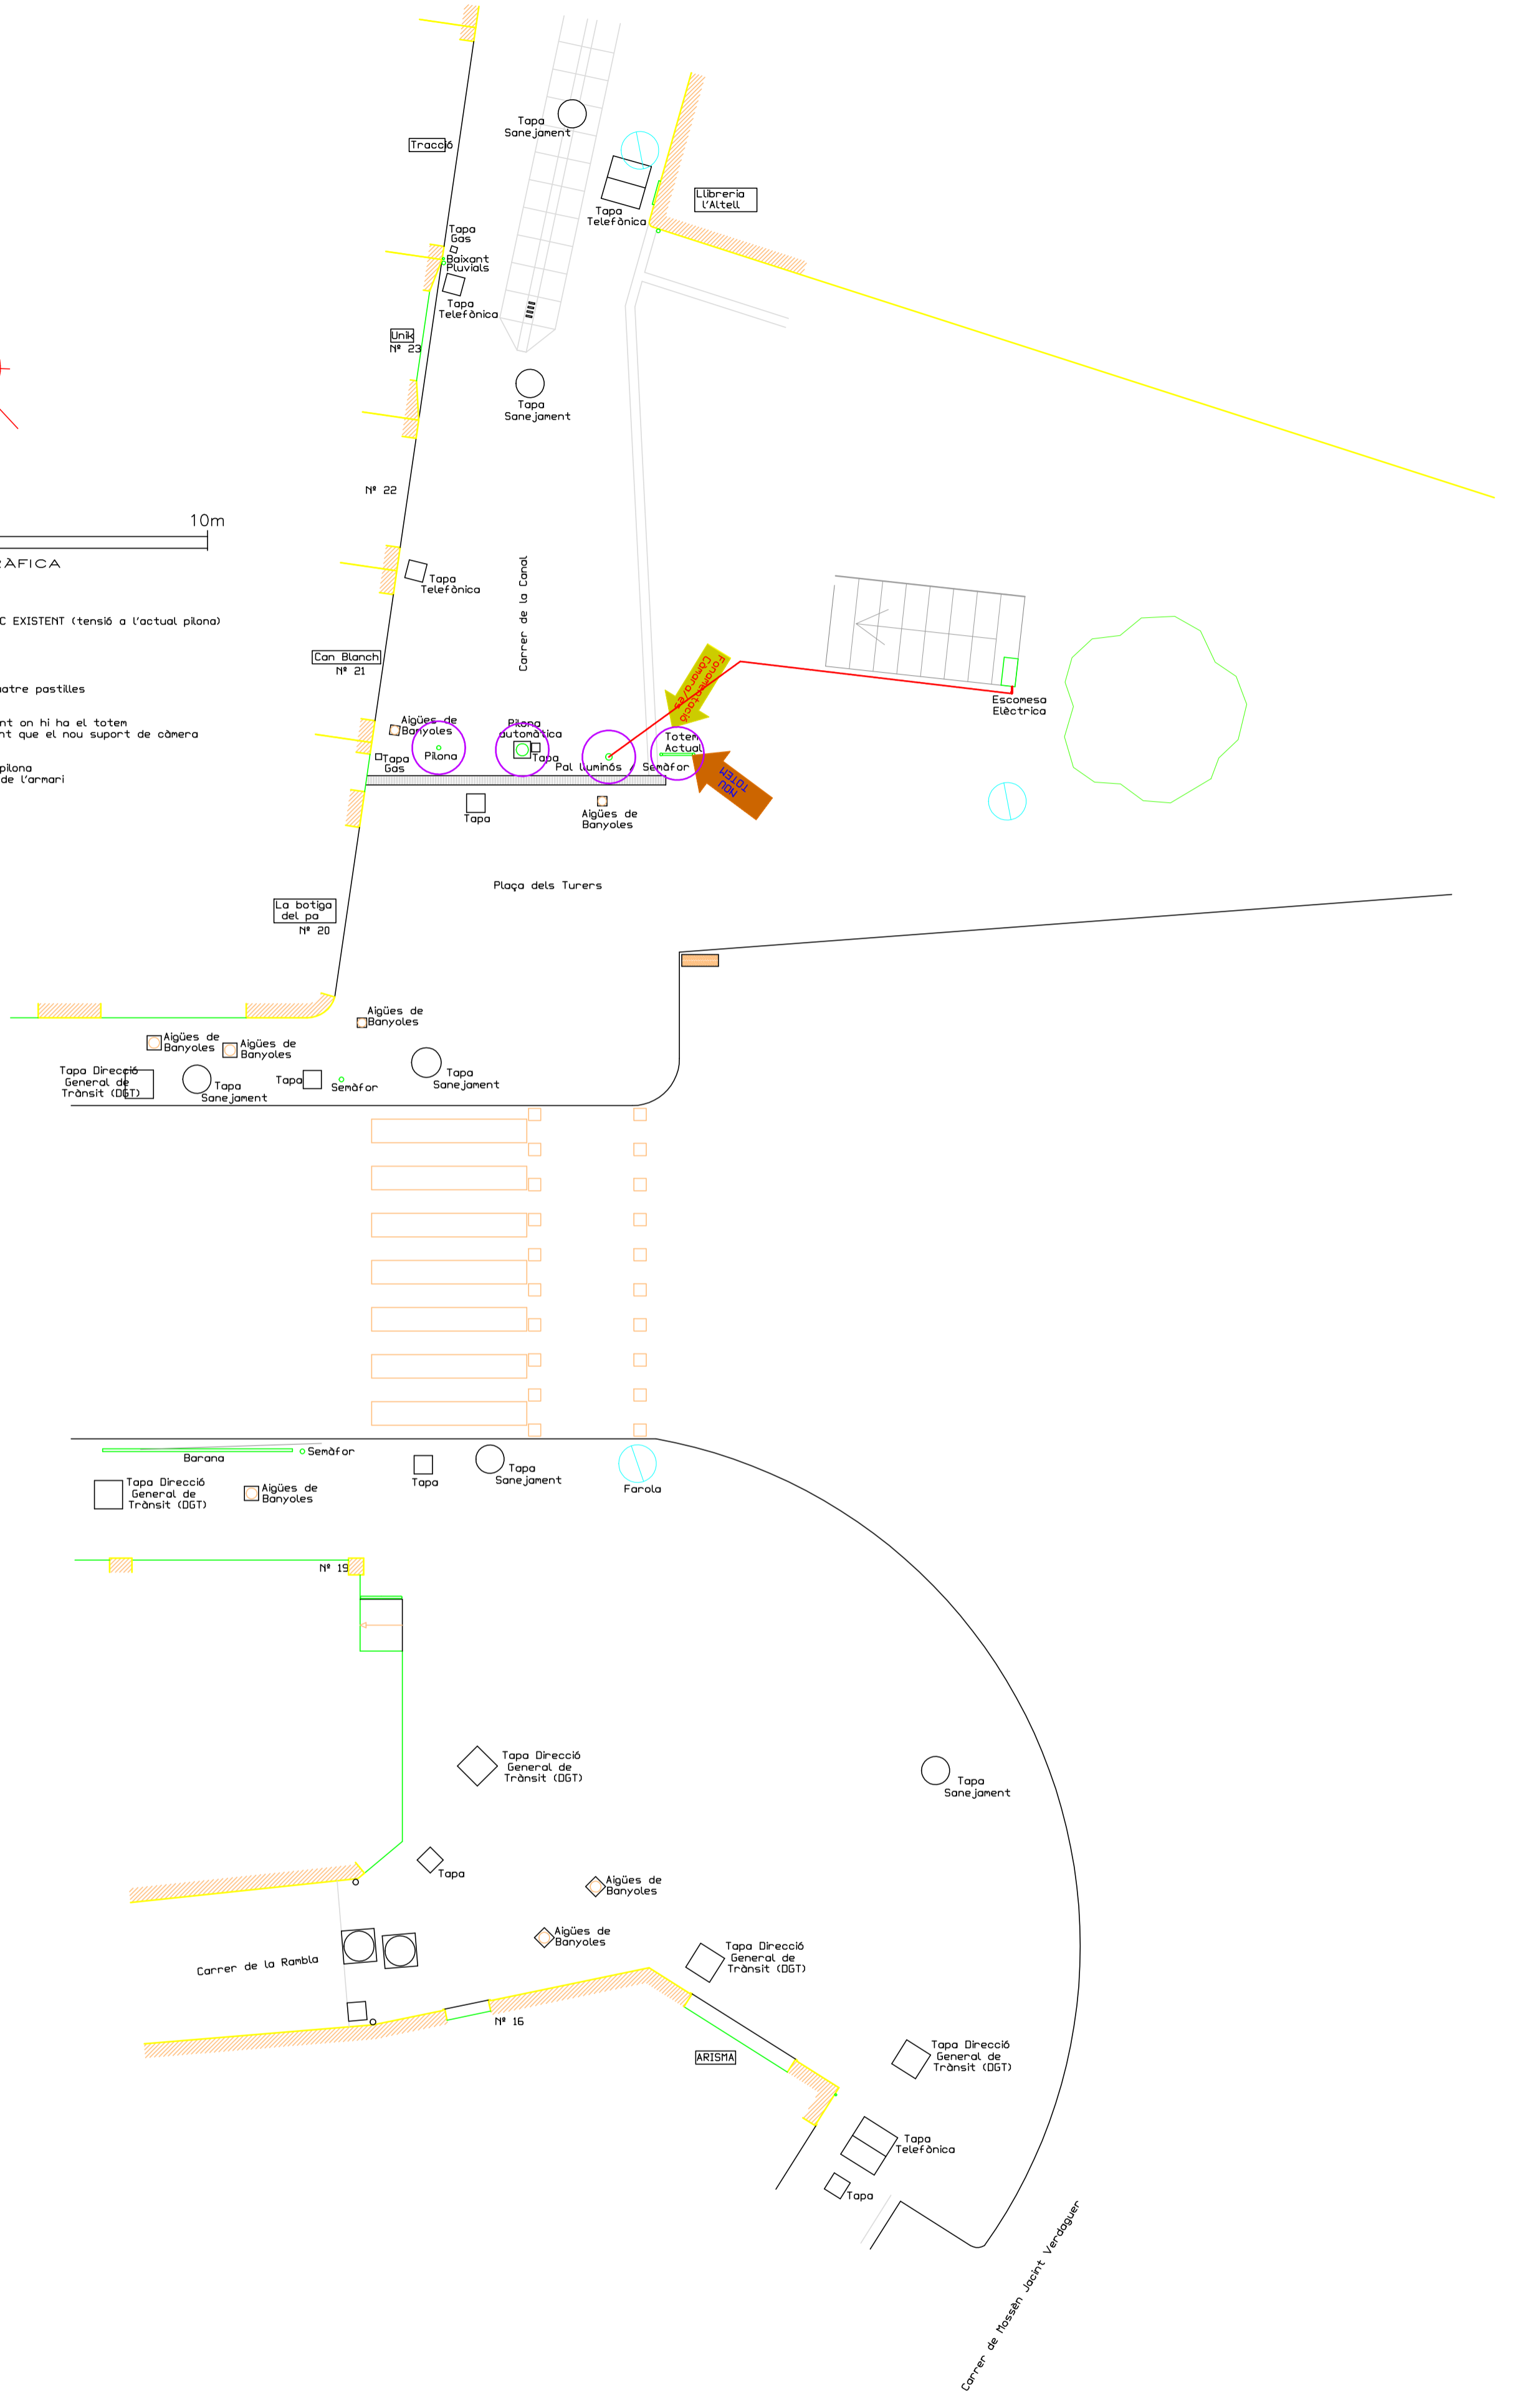 Tapa
Sanejament
Tracció
Llibreria
l'Altell
Tapa
Telefònica
Tapa
Gas
Baixant
Pluvials
Tapa
Telefònica
Unik
Nº 23
Tapa
Sanejament
Nº 22
10m
RÀFICA
Tapa
Telefònica
Carrer de la Canal
C EXISTENT (tensió a l'actual pilona)
Can Blanch
Nº 21
Fonamentació
Càmara/es
atre pastilles
Escomesa
Elèctrica
nt on hi ha el totem
nt que el nou suport de càmera
Aigües de
Banyoles
Pilona
Pilona
automàtica
Tapa
Totem
Actual
Pal lluminós / Semàfor
Tapa
Gas
pilona
de l'armari
NOU
TOTEM
Tapa
Aigües de
Banyoles
Plaça dels Turers
La botiga
del pa
Nº 20
Aigües de
Banyoles
Aigües de
Banyoles
Aigües de
Banyoles
Tapa Direcció
General de
Trànsit (DGT)
Tapa
Sanejament
Tapa
Semàfor
Tapa
Sanejament
Barana
Semàfor
Tapa Direcció
General de
Trànsit (DGT)
Aigües de
Banyoles
Tapa
Tapa
Sanejament
Farola
Nº 19
Tapa Direcció
General de
Trànsit (DGT)
Tapa
Sanejament
Tapa
Aigües de
Banyoles
Aigües de
Banyoles
Carrer de la Rambla
Tapa Direcció
General de
Trànsit (DGT)
Nº 16
ARISMA
Tapa Direcció
General de
Trànsit (DGT)
Tapa
Telefònica
Tapa
Carrer de Mossèn Jacint Verdaguer